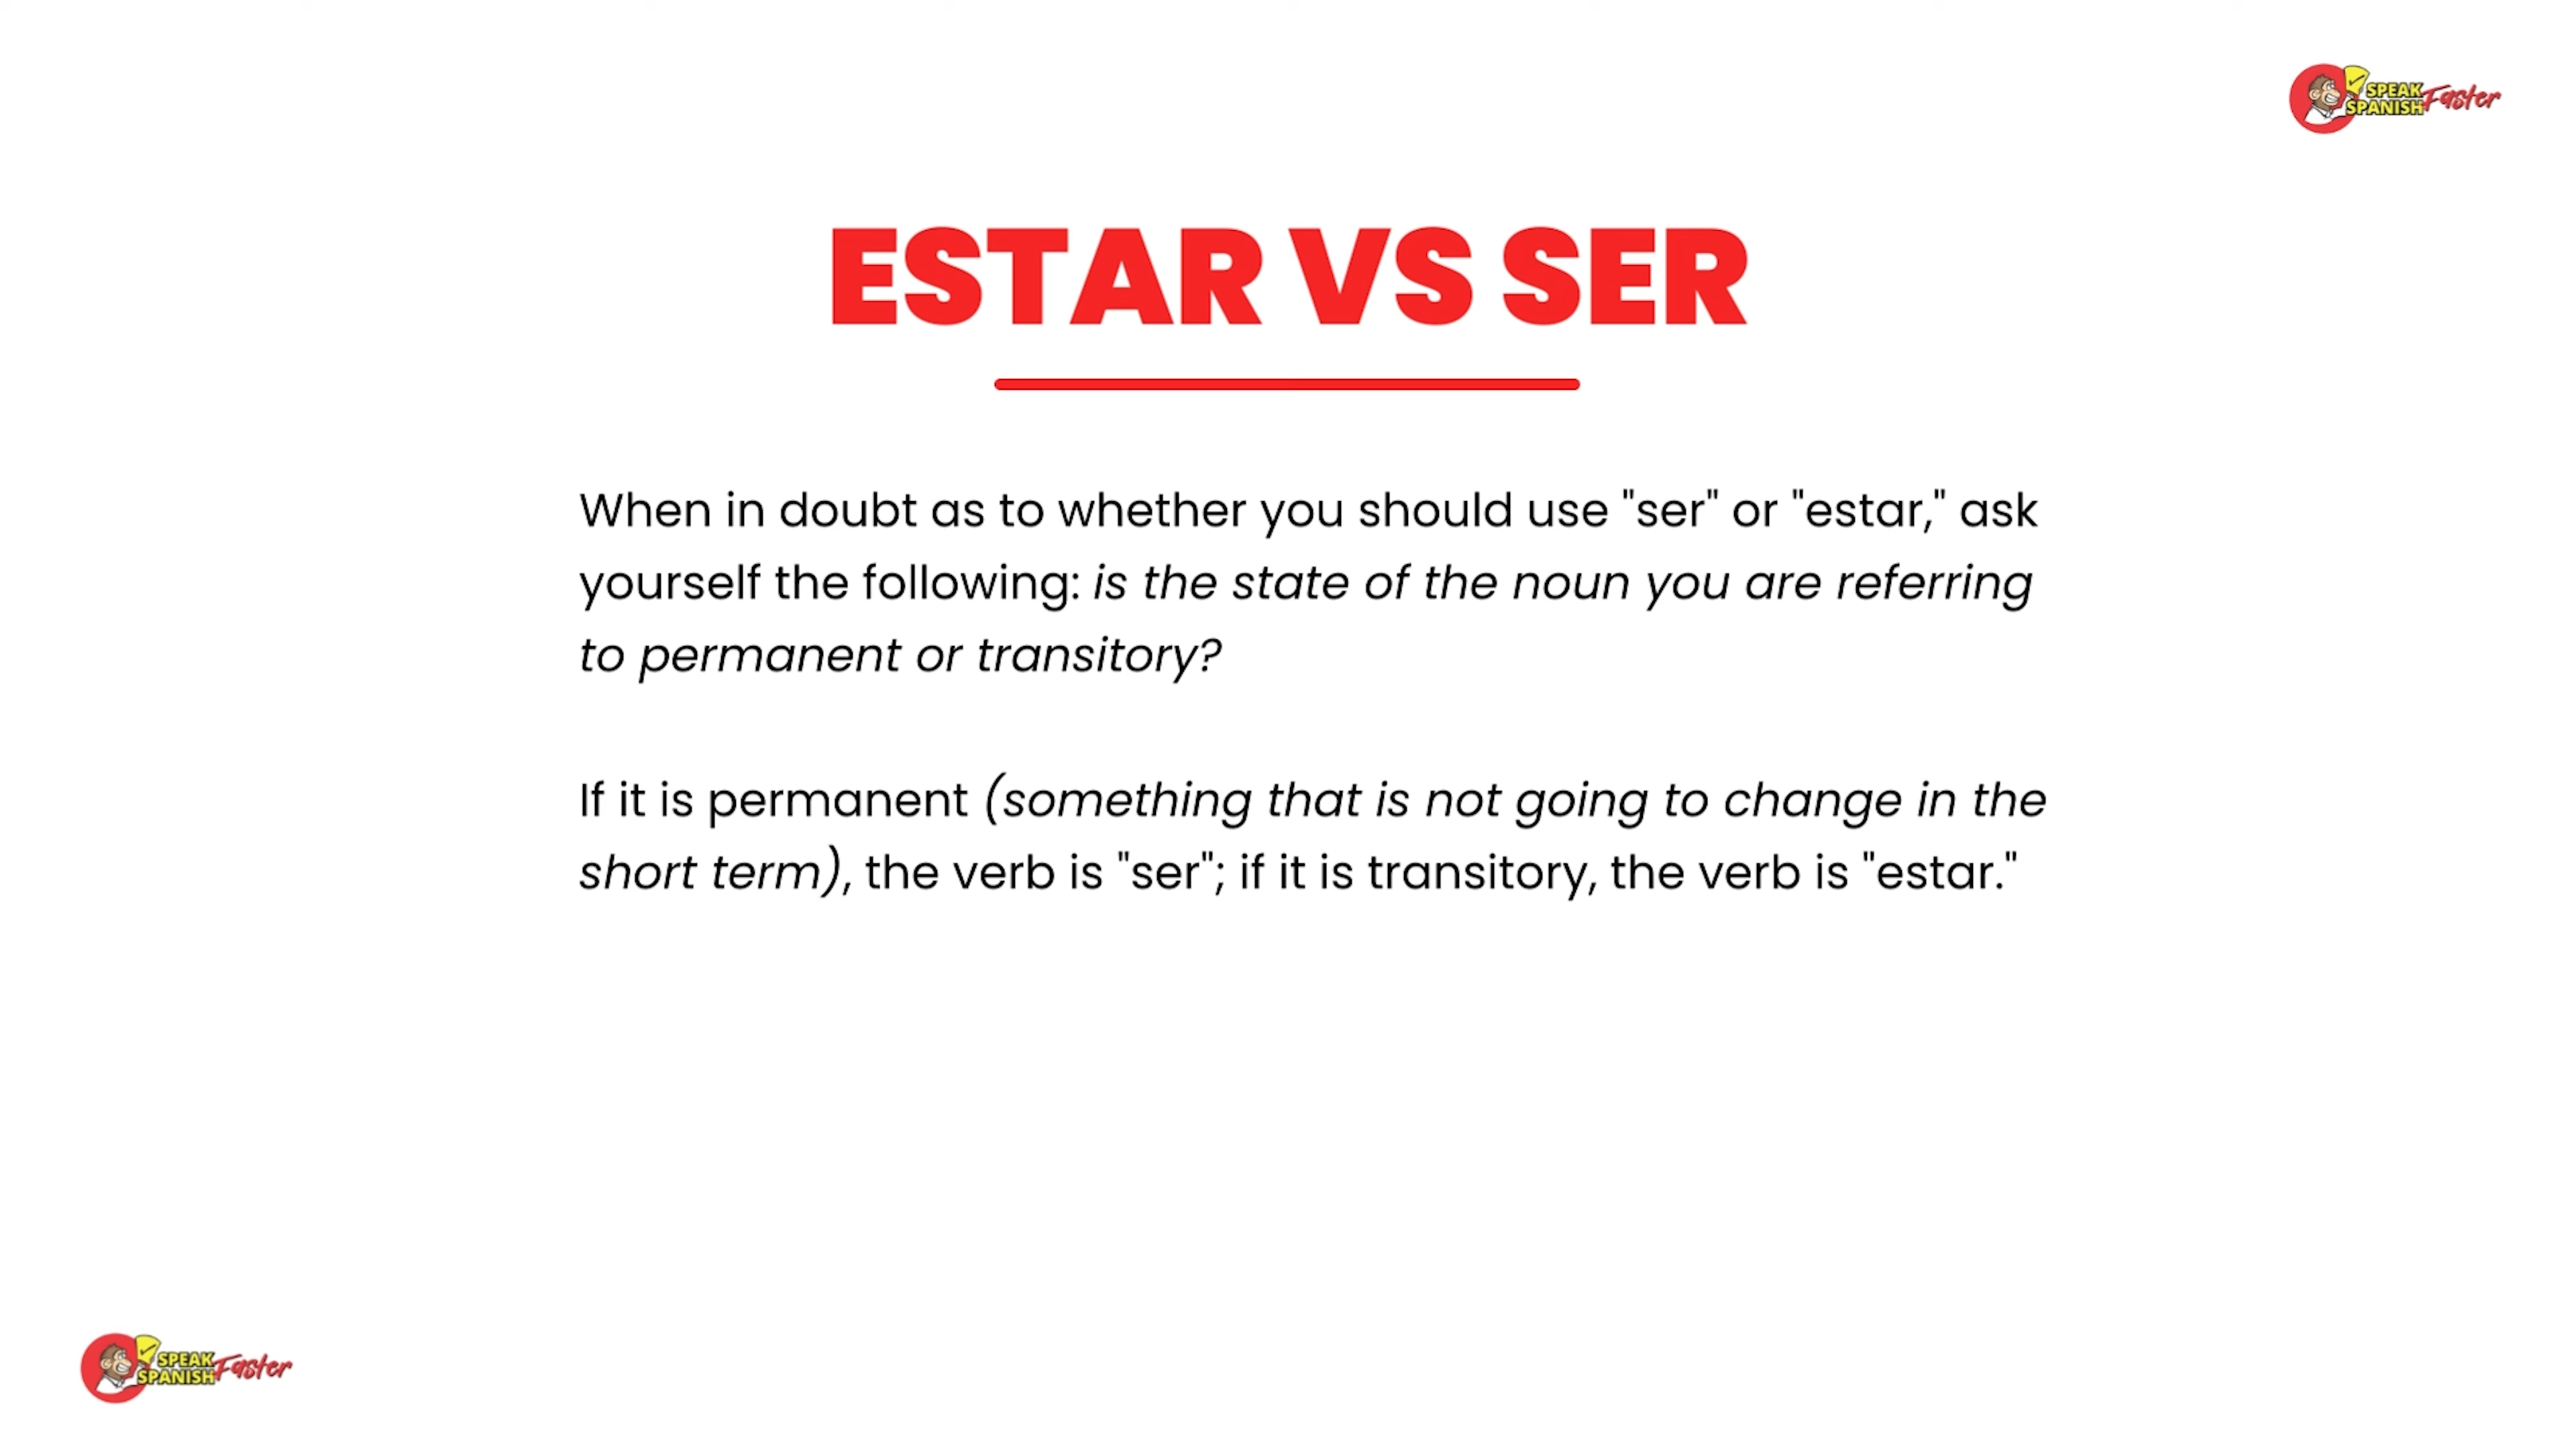 SPEAK
SPANISH Faster
ESTAR VS SER
When in doubt as to whether you should use "ser" or "estar," ask
yourself the following: is the state of the noun you are referring
to permanent or transitory?
If it is permanent (something that is not going to change in the
short term), the verb is "ser"; if it is transitory, the verb is "estar."
SPEAK
SPANISH Faster